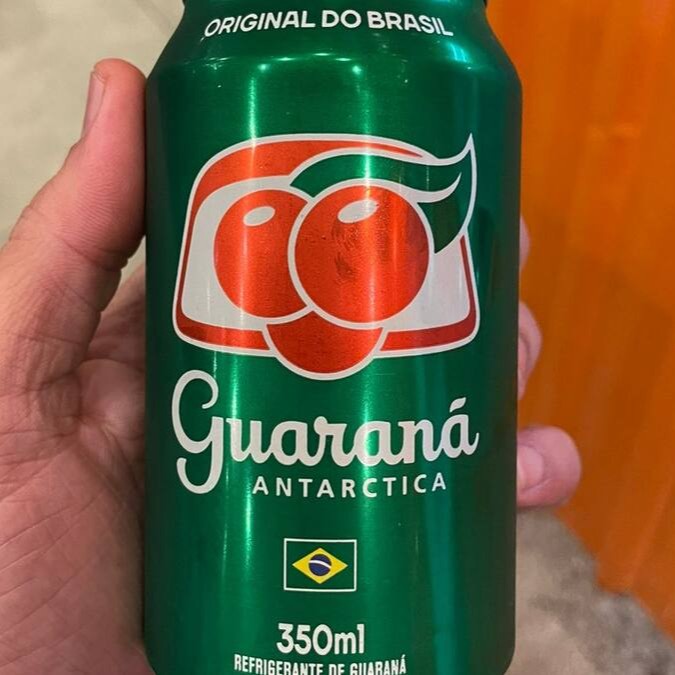 ORIGINAL DO BRASIL
Guaraná
ANTARCTICA
350ml
REFRIGERANTE DE GUARANÁ